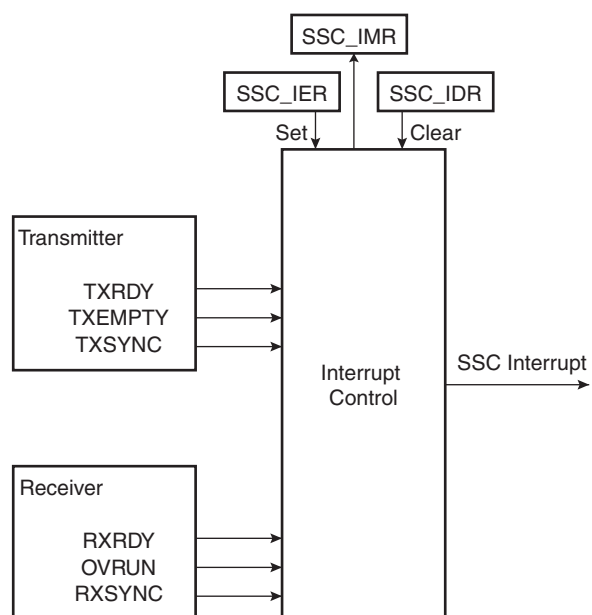 SSC_IMR
SSC_IER
SSC_IDR
Set
Clear
Transmitter
TXRDY
TXEMPTY
TXSYNC
Interrupt
Control
SSC Interrupt
Receiver
RXRDY
OVRUN
RXSYNC